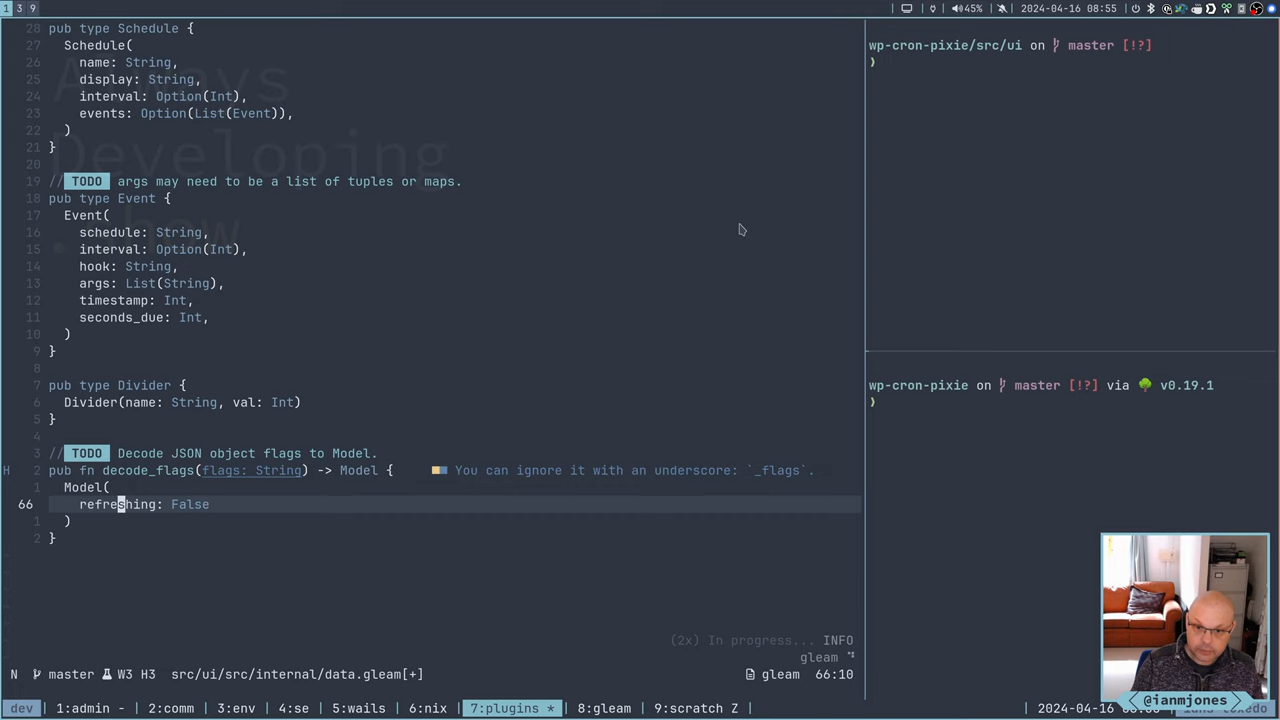 1 3 9
45%
2024-04-16 08:55
28 pub type Schedule {
27 Schedule(
26 name: String,
25 display: String,
24 interval: Option(Int),
23 events: Option(List(Event)),
22 )
21 }
20
19 // TODO args may need to be a list of tuples or maps.
18 pub type Event {
17 Event(
16 schedule: String,
15 interval: Option(Int),
14 hook: String,
13 args: List(String),
12 timestamp: Int,
11 seconds_due: Int,
10 )
9 }
8
7 pub type Divider {
6 Divider(name: String, val: Int)
5 }
4
3 // TODO Decode JSON object flags to Model.
H 2 pub fn decode_flags(flags: String) -> Model { You can ignore it with an underscore: `_flags`.
1 Model(
66 refreshing: False
1 )
2 }
Always
Developing
show
(2x) In progress... INFO
gleam
N master W3 H3 src/ui/src/internal/data.gleam[+] gleam 66:10
wp-cron-pixie/src/ui on master [!?]
❯
wp-cron-pixie on master [!?] via v0.19.1
❯
dev 1:admin - 2:comm 3:env 4:se 5:wails 6:nix 7:plugins * 8:gleam 9:scratch Z
@ianmjones